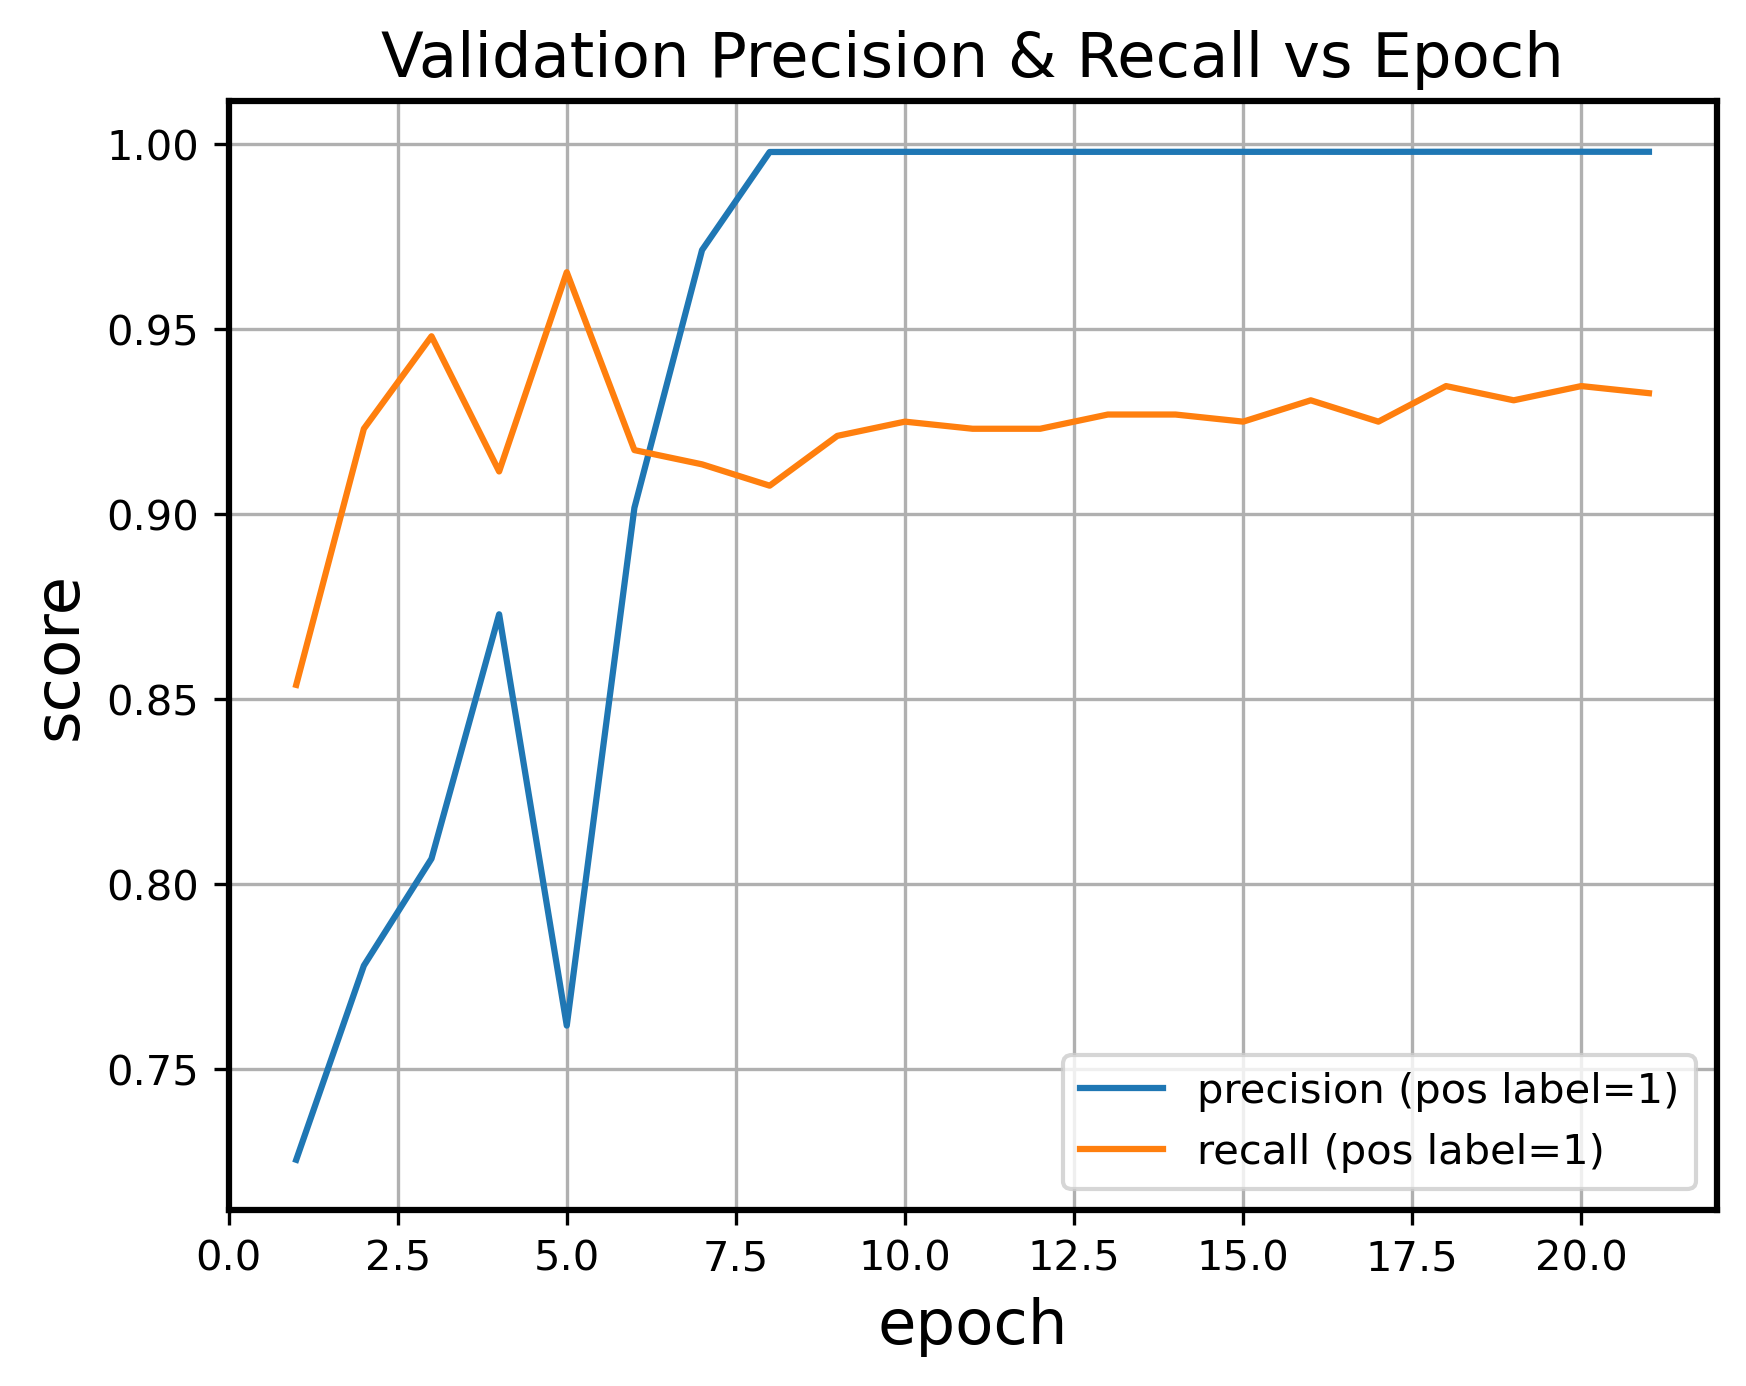 Validation Precision & Recall vs Epoch
1.00
0.95
0.90
0.85
0.80
0.75
score
precision (pos label=1)
recall (pos label=1)
0.0 2.5 5.0 7.5 10.0 12.5 15.0 17.5 20.0
epoch